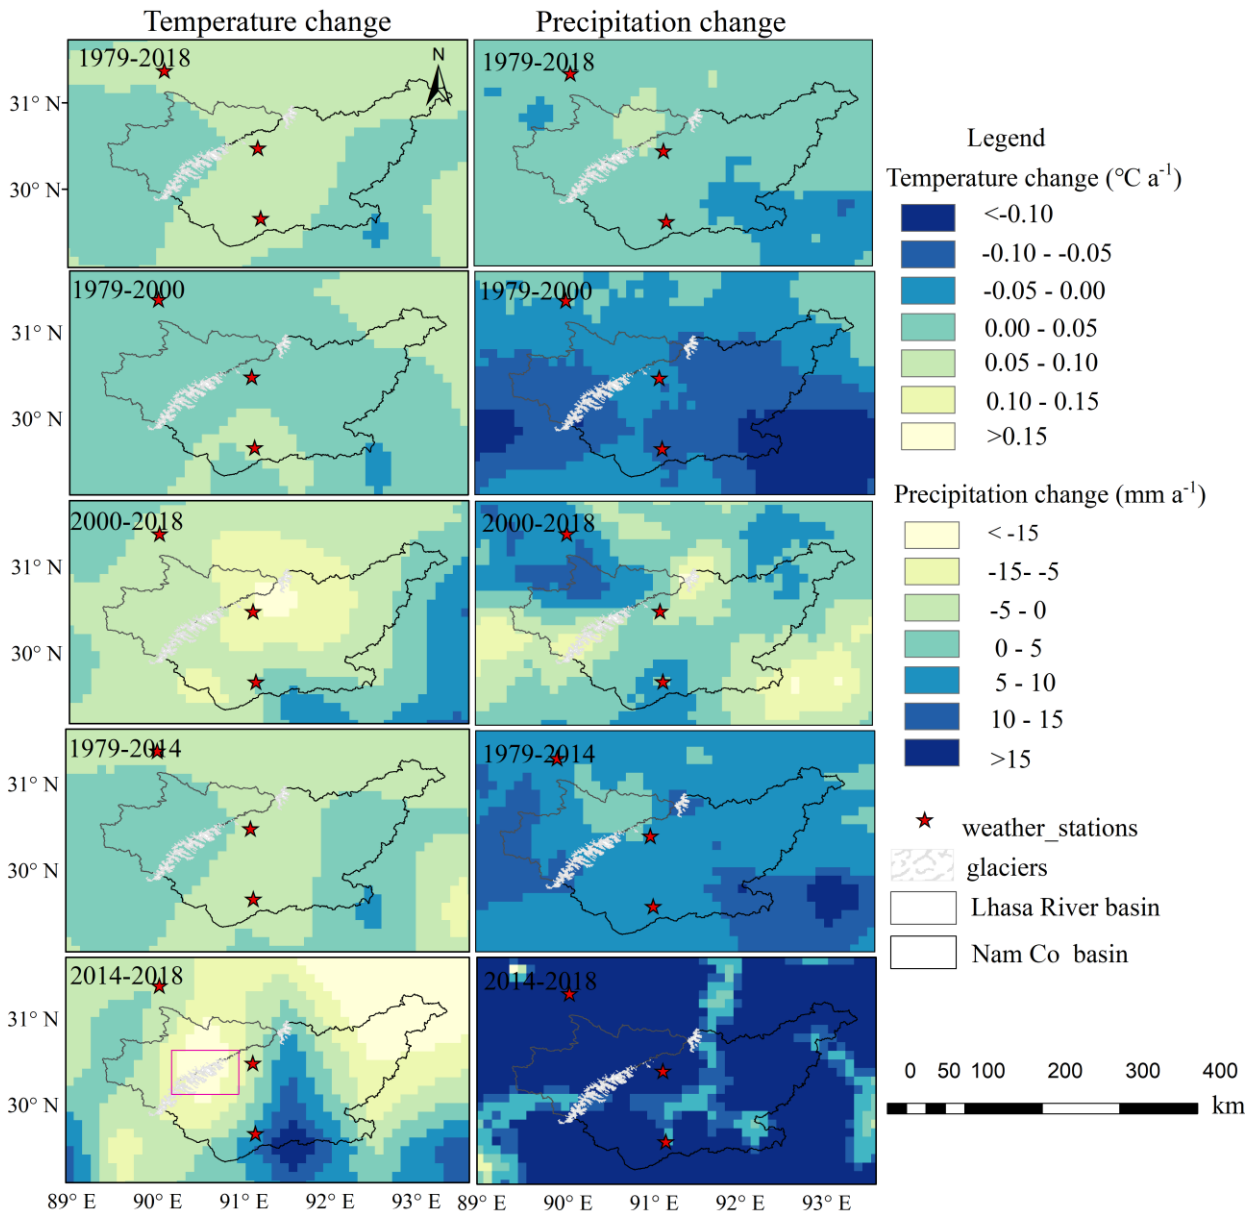 Temperature change
Precipitation change
1979-2018
N
1979-2018
31° N
30° N
1979-2000
1979-2000
31° N
30° N
2000-2018
2000-2018
31° N
30° N
1979-2014
1979-2014
31° N
30° N
2014-2018
2014-2018
31° N
30° N
89° E
90° E
91° E
92° E
93° E
89° E
90° E
91° E
92° E
93° E
Legend
Temperature change (°C a⁻¹)
<-0.10
-0.10 - -0.05
-0.05 - 0.00
0.00 - 0.05
0.05 - 0.10
0.10 - 0.15
>0.15
Precipitation change (mm a⁻¹)
< -15
-15- -5
-5 - 0
0 - 5
5 - 10
10 - 15
>15
weather_stations
glaciers
Lhasa River basin
Nam Co basin
0 50 100 200 300 400
km